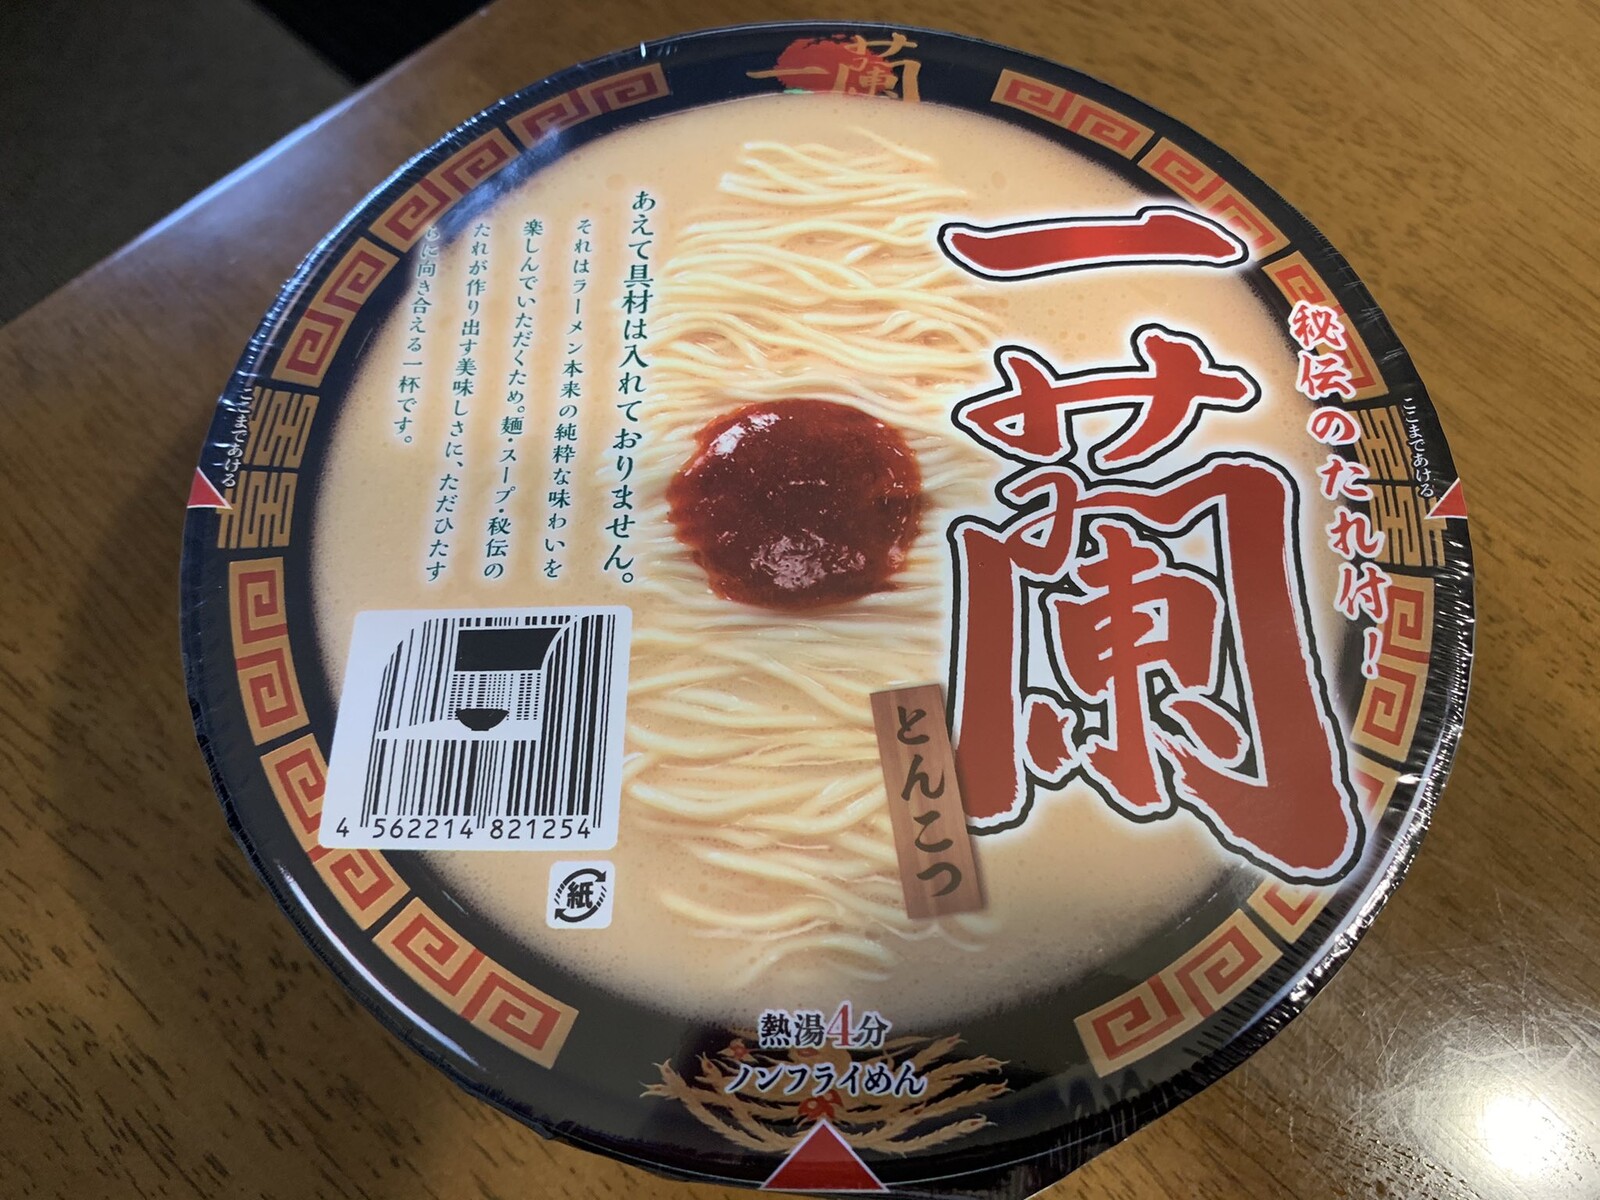 一蘭
一蘭
秘伝のたれ付!
とんこつ
あえて具材は入れておりません。
それはラーメン本来の純粋な味わいを
楽しんでいただくため。麺・スープ・秘伝の
たれが作り出す美味しさに、ただひたす
らに向き合える一杯です。
ここまであける
ここまであける
4 562214 821254
紙
熱湯4分
ノンフライめん